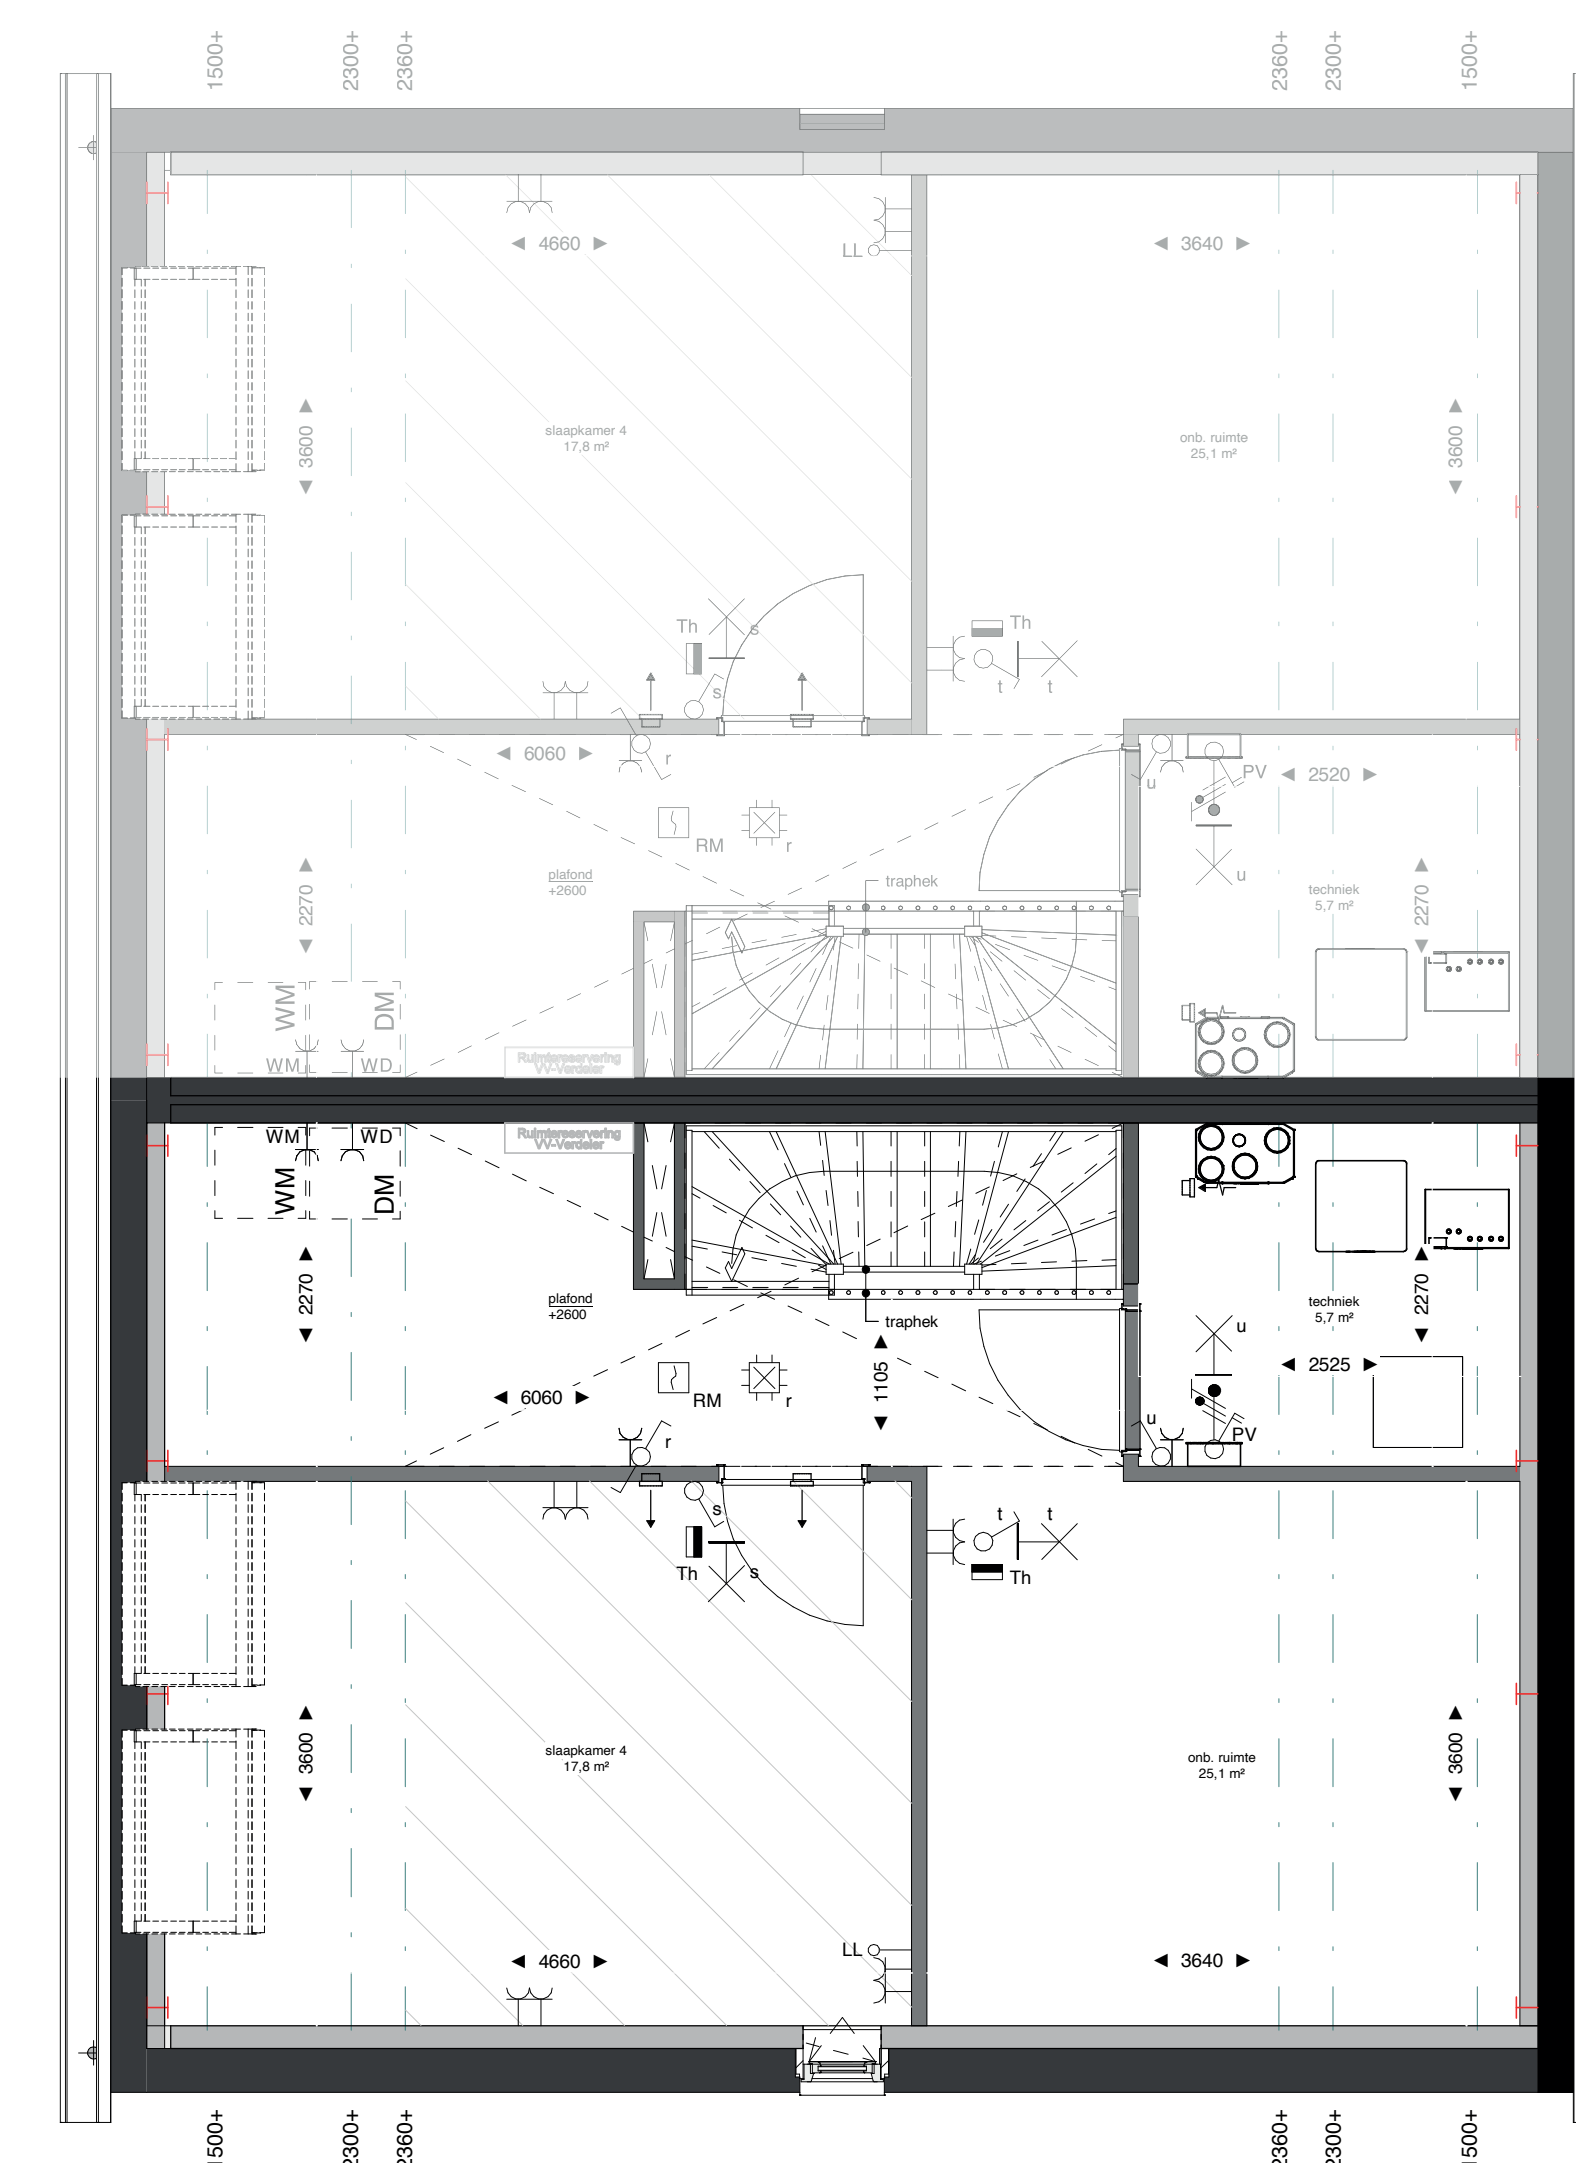 1500+
2300+
2360+
2360+
2300+
1500+
4660
LL
3640
3600
slaapkamer 4
17,8 m²
onb. ruimte
25,1 m²
3600
Th
s
s
Th
t
t
6060
r
RM
r
u
PV
2520
u
plafond
+2600
2270
traphek
techniek
5,7 m²
2270
WM
DM
WM
WD
Ruimtereservering
VV-Verdeler
WM
WD
Ruimtereservering
VV-Verdeler
WM
DM
2270
plafond
+2600
traphek
techniek
5,7 m²
2270
u
1105
2525
6060
RM
r
r
u
PV
s
Th
s
t
t
Th
3600
slaapkamer 4
17,8 m²
onb. ruimte
25,1 m²
3600
LL
4660
3640
1500+
2300+
2360+
2360+
2300+
1500+